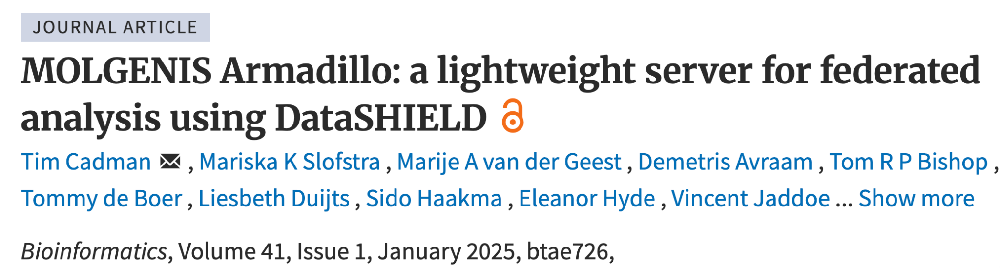 JOURNAL ARTICLE
MOLGENIS Armadillo: a lightweight server for federated
analysis using DataSHIELD
Tim Cadman , Mariska K Slofstra , Marije A van der Geest , Demetris Avraam , Tom R P Bishop ,
Tommy de Boer , Liesbeth Duijts , Sido Haakma , Eleanor Hyde , Vincent Jaddoe ... Show more
Bioinformatics, Volume 41, Issue 1, January 2025, btae726,